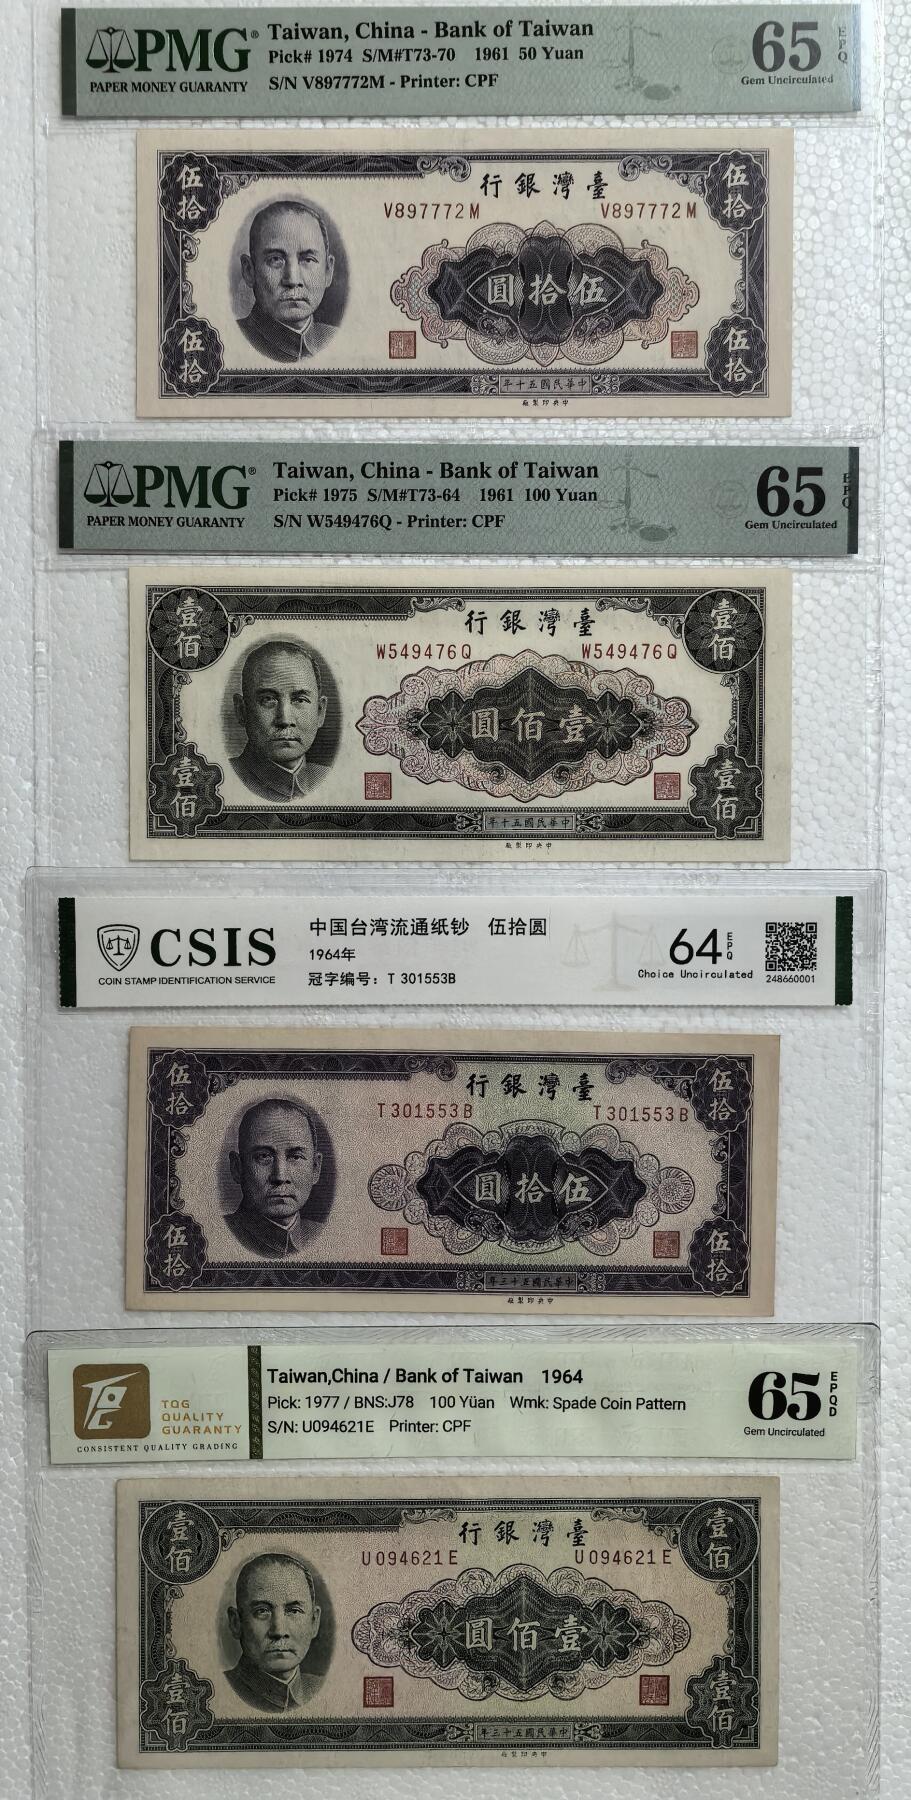 PMG®
PAPER MONEY GUARANTY
Taiwan, China - Bank of Taiwan
Pick# 1974 S/M#T73-70 1961 50 Yuan
S/N V897772M - Printer: CPF
65 EPQ
Gem Uncirculated
伍拾
行銀灣臺
伍拾
V897772M V897772M
圓拾伍
伍拾
伍拾
年十五國民華中
廠製印央中
PMG®
PAPER MONEY GUARANTY
Taiwan, China - Bank of Taiwan
Pick# 1975 S/M#T73-64 1961 100 Yuan
S/N W549476Q - Printer: CPF
65 EPQ
Gem Uncirculated
壹佰
行銀灣臺
壹佰
W549476Q W549476Q
圓佰壹
壹佰
壹佰
年十五國民華中
廠製印央中
CSIS
COIN STAMP IDENTIFICATION SERVICE
中国台湾流通纸钞 伍拾圆
1964年
冠字编号：T 301553B
64 EPQ
Choice Uncirculated
248660001
伍拾
行銀灣臺
伍拾
T301553B T301553B
圓拾伍
伍拾
伍拾
年三十五國民華中
廠製印央中
TQG
QUALITY
GUARANTY
CONSISTENT QUALITY GRADING
Taiwan,China / Bank of Taiwan 1964
Pick: 1977 / BNS:J78 100 Yüan Wmk: Spade Coin Pattern
S/N: U094621E Printer: CPF
65 EPQD
Gem Uncirculated
壹佰
行銀灣臺
壹佰
U094621E U094621E
圓佰壹
壹佰
壹佰
年三十五國民華中
廠製印央中